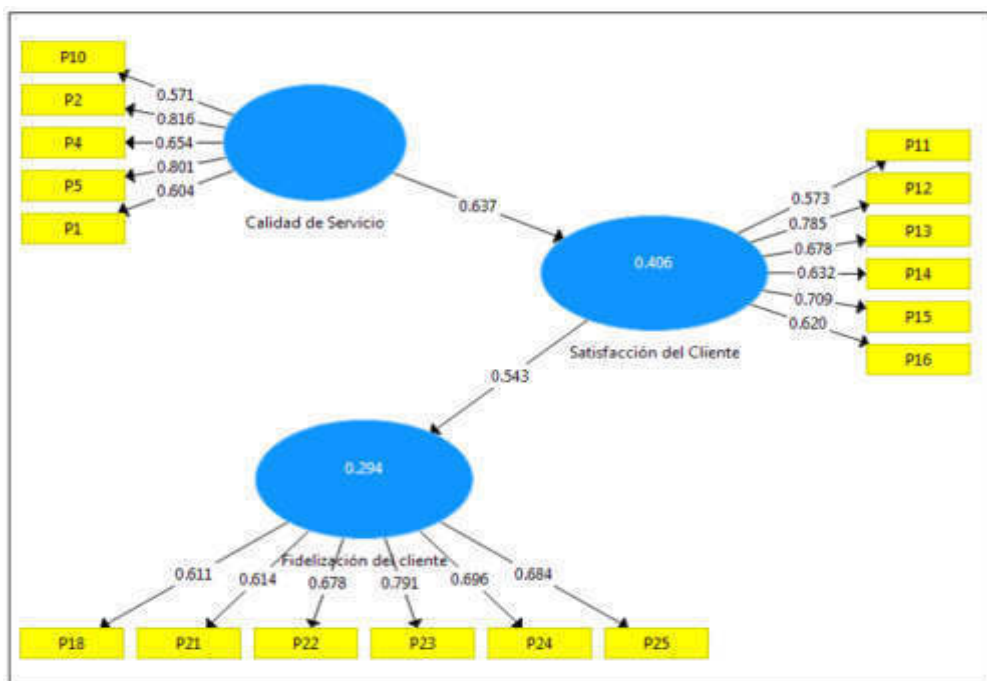 P10
P2
P4
P5
P1
0.571
0.816
0.654
0.801
0.604
Calidad de Servicio
0.637
0.406
Satisfacción del Cliente
0.573
0.785
0.678
0.632
0.709
0.620
P11
P12
P13
P14
P15
P16
0.543
0.294
Fidelización del cliente
0.611
0.614
0.678
0.791
0.696
0.684
P18
P21
P22
P23
P24
P25